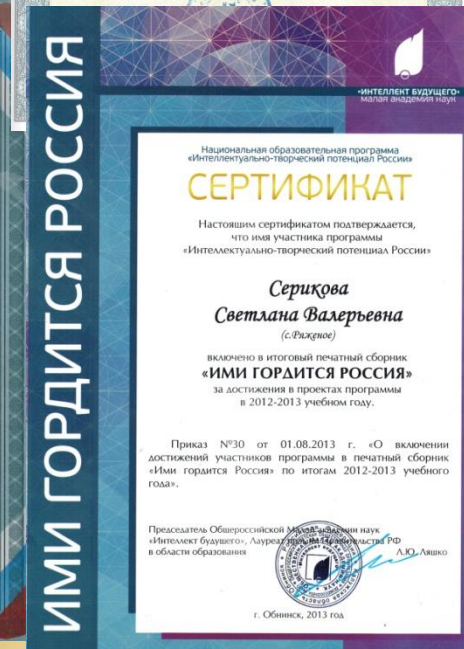 ИМИ ГОРДИТСЯ РОССИЯ
«ИНТЕЛЛЕКТ БУДУЩЕГО»
малая академия наук
Национальная образовательная программа
«Интеллектуально-творческий потенциал России»
СЕРТИФИКАТ
Настоящим сертификатом подтверждается,
что имя участника программы
«Интеллектуально-творческий потенциал России»
Серикова
Светлана Валерьевна
(с.Ряженое)
включено в итоговый печатный сборник
«ИМИ ГОРДИТСЯ РОССИЯ»
за достижения в проектах программы
в 2012-2013 учебном году.
Приказ №30 от 01.08.2013 г. «О включении
достижений участников программы в печатный сборник
«Ими гордится Россия» по итогам 2012-2013 учебного
года».
Председатель Общероссийской Малой академии наук
«Интеллект будущего», Лауреат премии Правительства РФ
в области образования Л.Ю. Ляшко
г. Обнинск, 2013 год